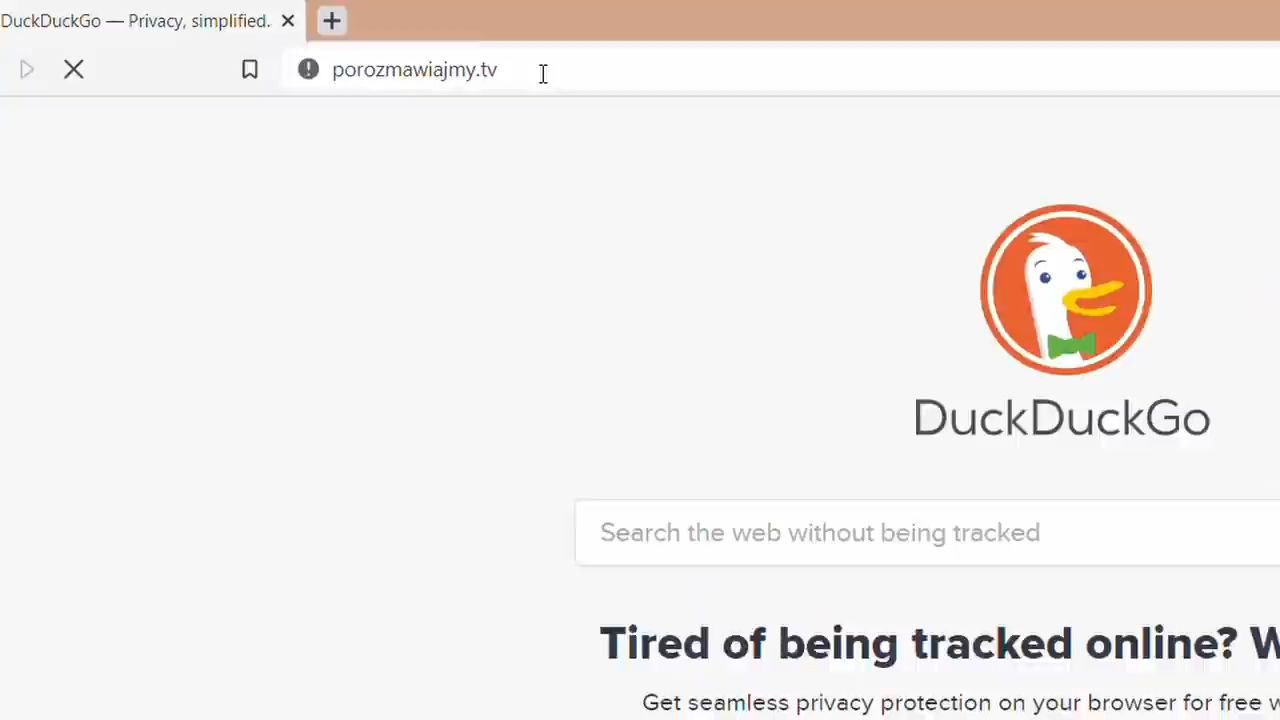 DuckDuckGo — Privacy, simplified.
porozmawiajmy.tv
DuckDuckGo
Search the web without being tracked
Tired of being tracked online? W
Get seamless privacy protection on your browser for free w